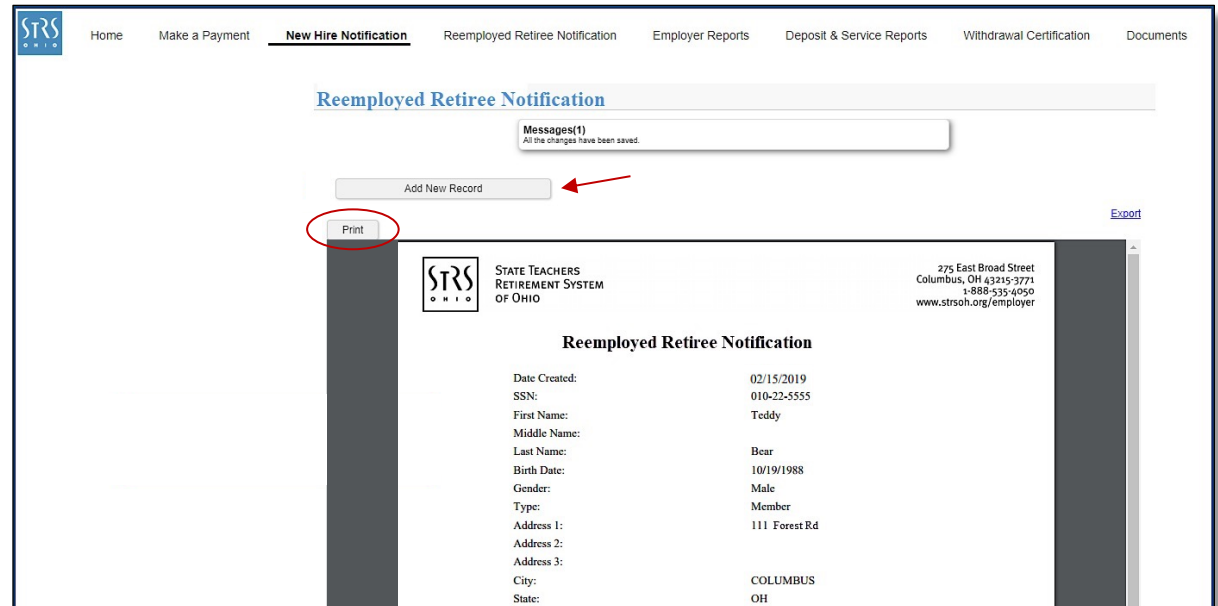 STRS
OHIO
Home Make a Payment New Hire Notification Reemployed Retiree Notification Employer Reports Deposit & Service Reports Withdrawal Certification Documents
Reemployed Retiree Notification
Messages(1)
All the changes have been saved.
Add New Record
Export
Print
STRS
OHIO
STATE TEACHERS
RETIREMENT SYSTEM
OF OHIO
275 East Broad Street
Columbus, OH 43215-3771
1-888-535-4050
www.strsoh.org/employer
Reemployed Retiree Notification
Date Created: 02/15/2019
SSN: 010-22-5555
First Name: Teddy
Middle Name:
Last Name: Bear
Birth Date: 10/19/1988
Gender: Male
Type: Member
Address 1: 111 Forest Rd
Address 2:
Address 3:
City: COLUMBUS
State: OH